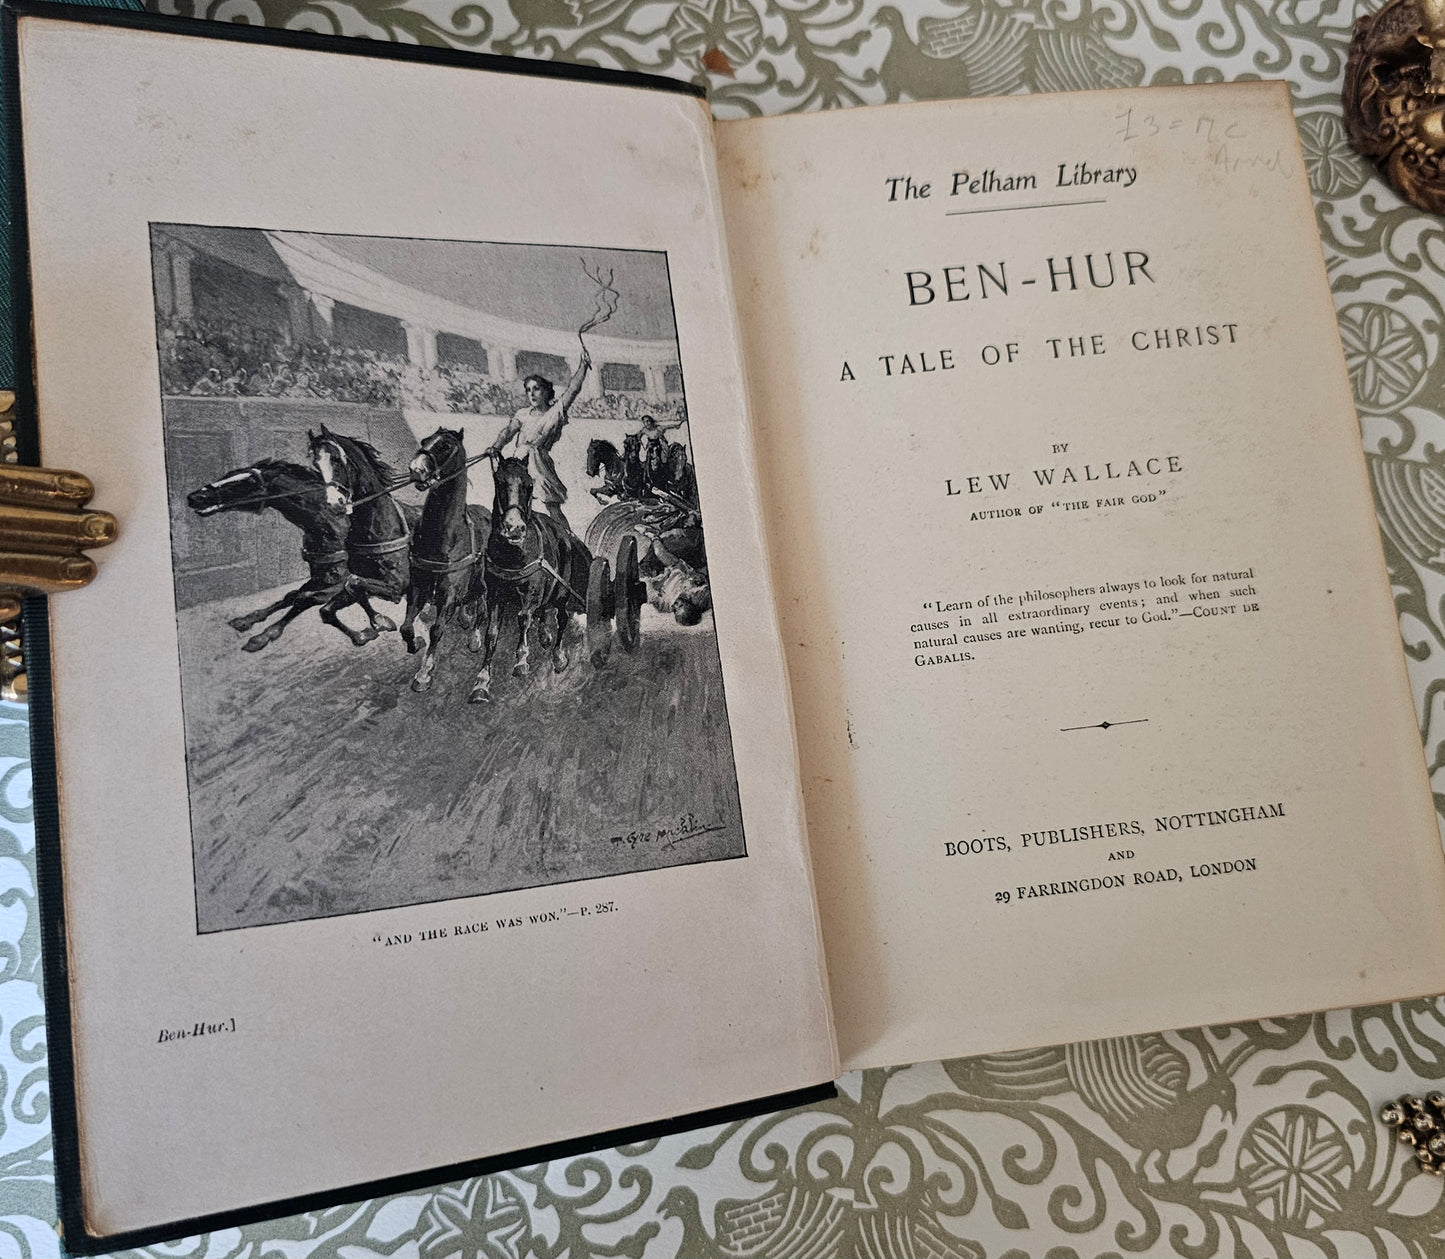 "AND THE RACE WAS WON."—P. 287.
Ben-Hur.]
£3 = nc
The Pelham Library
BEN-HUR
A TALE OF THE CHRIST
BY
LEW WALLACE
AUTHOR OF "THE FAIR GOD"
"Learn of the philosophers always to look for natural
causes in all extraordinary events; and when such
natural causes are wanting, recur to God."—COUNT DE
GABALIS.
BOOTS, PUBLISHERS, NOTTINGHAM
AND
29 FARRINGDON ROAD, LONDON